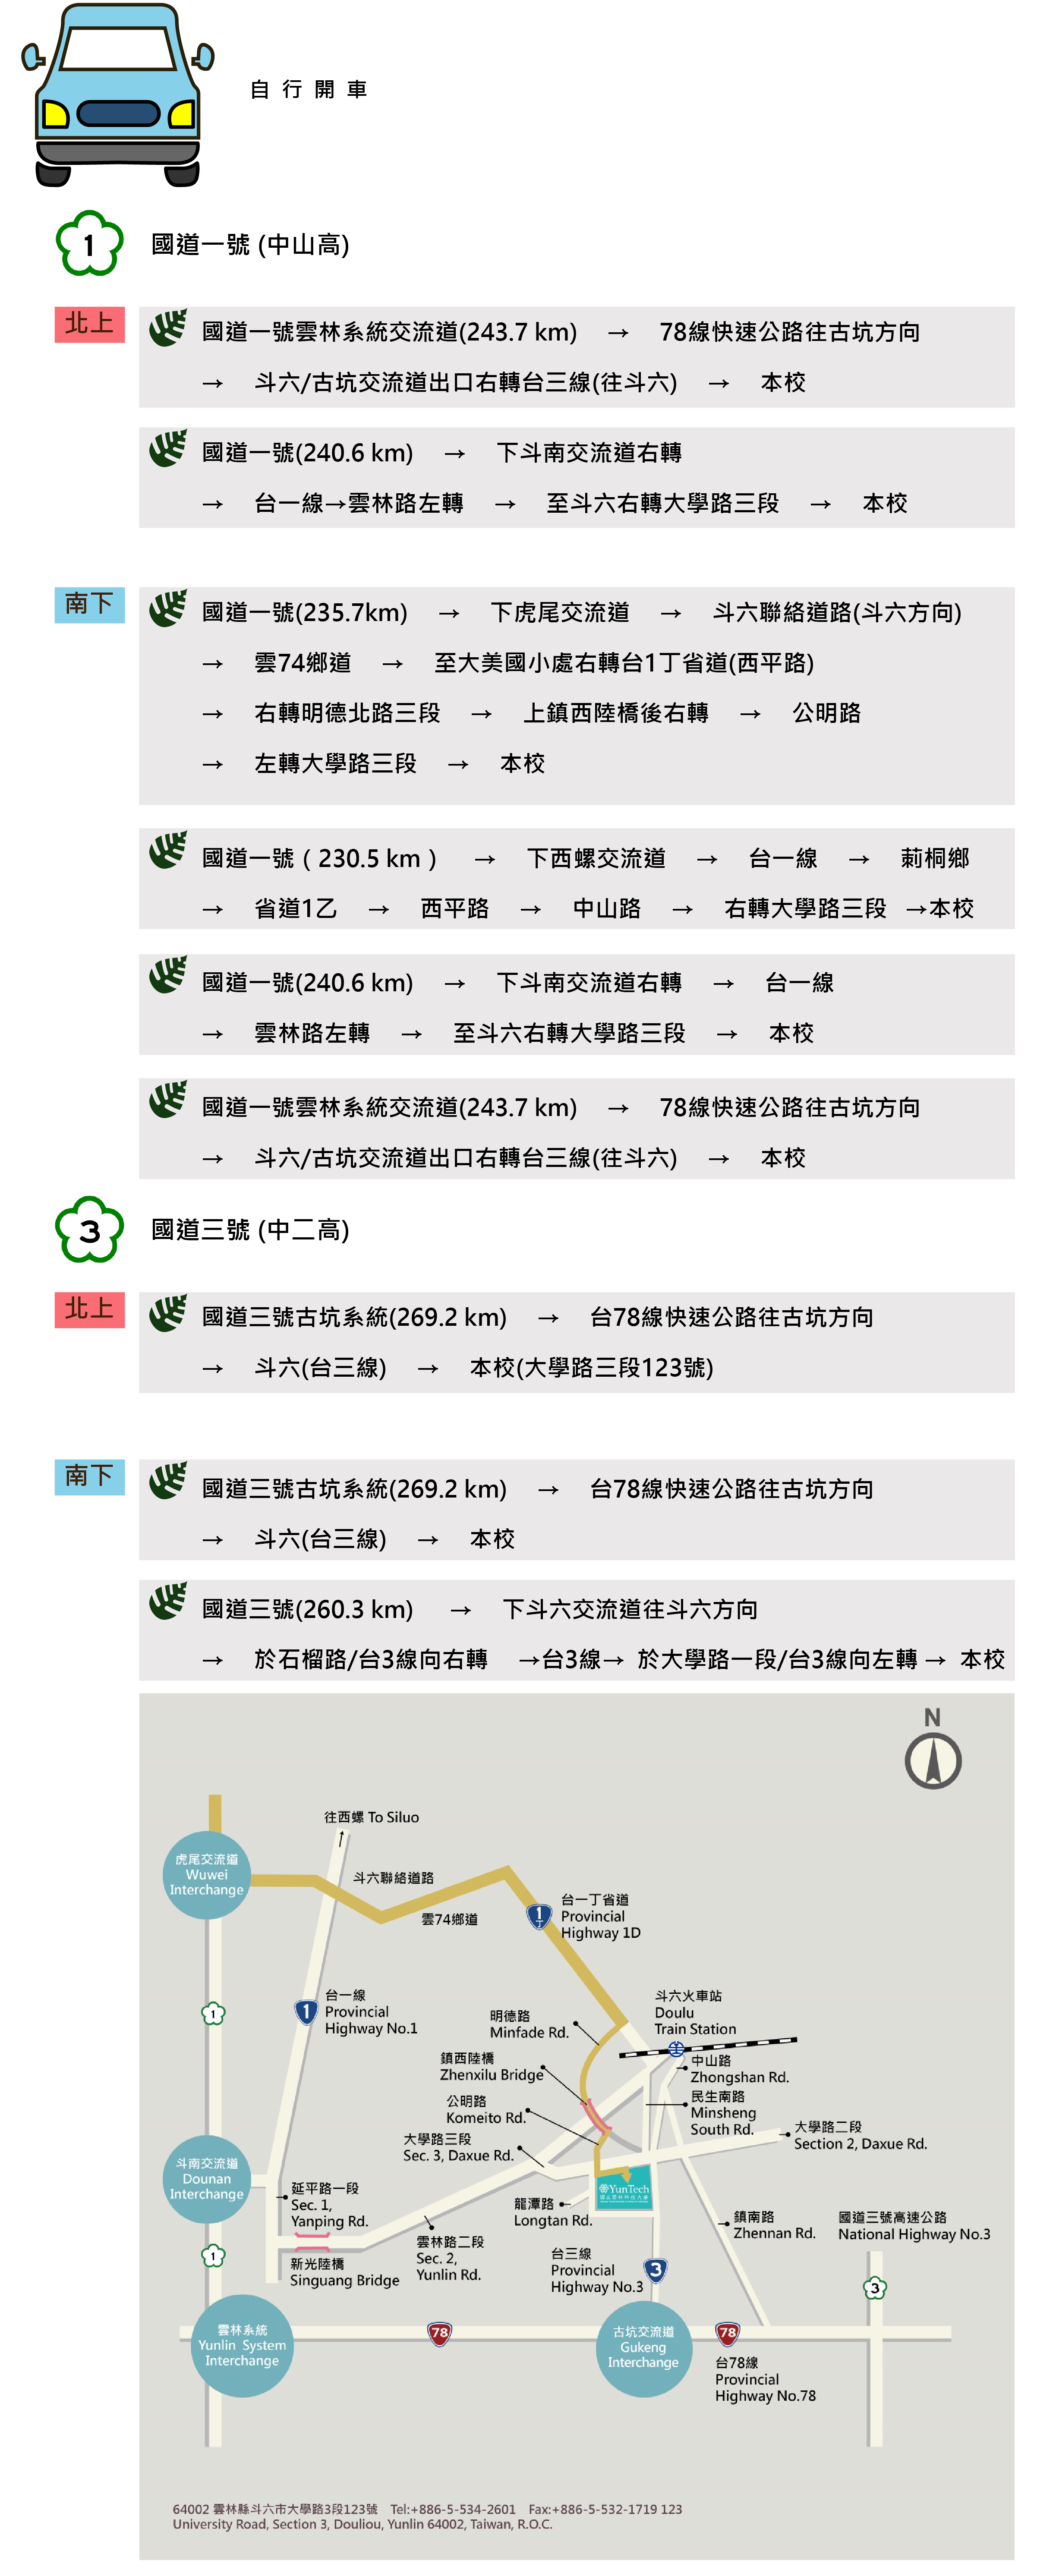 自行開車
1 國道一號 (中山高)
北上
國道一號雲林系統交流道(243.7 km) → 78線快速公路往古坑方向
→ 斗六/古坑交流道出口右轉台三線(往斗六) → 本校
國道一號(240.6 km) → 下斗南交流道右轉
→ 台一線→雲林路左轉 → 至斗六右轉大學路三段 → 本校
南下
國道一號(235.7km) → 下虎尾交流道 → 斗六聯絡道路(斗六方向)
→ 雲74鄉道 → 至大美國小處右轉台1丁省道(西平路)
→ 右轉明德北路三段 → 上鎮西陸橋後右轉 → 公明路
→ 左轉大學路三段 → 本校
國道一號 ( 230.5 km ) → 下西螺交流道 → 台一線 → 莿桐鄉
→ 省道1乙 → 西平路 → 中山路 → 右轉大學路三段 →本校
國道一號(240.6 km) → 下斗南交流道右轉 → 台一線
→ 雲林路左轉 → 至斗六右轉大學路三段 → 本校
國道一號雲林系統交流道(243.7 km) → 78線快速公路往古坑方向
→ 斗六/古坑交流道出口右轉台三線(往斗六) → 本校
3 國道三號 (中二高)
北上
國道三號古坑系統(269.2 km) → 台78線快速公路往古坑方向
→ 斗六(台三線) → 本校(大學路三段123號)
南下
國道三號古坑系統(269.2 km) → 台78線快速公路往古坑方向
→ 斗六(台三線) → 本校
國道三號(260.3 km) → 下斗六交流道往斗六方向
→ 於石榴路/台3線向右轉 →台3線→ 於大學路一段/台3線向左轉→ 本校
N
往西螺 To Siluo
虎尾交流道
Wuwei
Interchange
斗六聯絡道路
雲74鄉道
1丁
台一丁省道
Provincial
Highway 1D
1
1
台一線
Provincial
Highway No.1
明德路
Minfade Rd.
斗六火車站
Doulu
Train Station
鎮西陸橋
Zhenxilu Bridge
中山路
Zhongshan Rd.
公明路
Komeito Rd.
民生南路
Minsheng
South Rd.
大學路三段
Sec. 3, Daxue Rd.
大學路二段
Section 2, Daxue Rd.
斗南交流道
Dounan
Interchange
延平路一段
Sec. 1,
Yanping Rd.
YunTech
國立雲林科技大學
龍潭路
Longtan Rd.
鎮南路
Zhennan Rd.
國道三號高速公路
National Highway No.3
1
新光陸橋
Singuang Bridge
雲林路二段
Sec. 2,
Yunlin Rd.
台三線
Provincial
Highway No.3
3
3
雲林系統
Yunlin System
Interchange
78
古坑交流道
Gukeng
Interchange
78
台78線
Provincial
Highway No.78
64002 雲林縣斗六市大學路3段123號 Tel:+886-5-534-2601 Fax:+886-5-532-1719 123
University Road, Section 3, Douliou, Yunlin 64002, Taiwan, R.O.C.